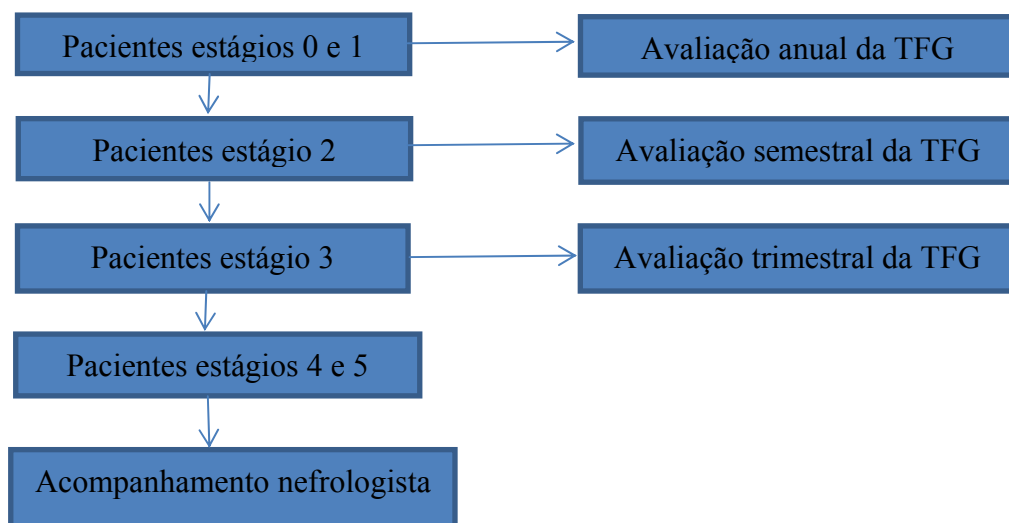 Pacientes estágios 0 e 1
Avaliação anual da TFG
Pacientes estágio 2
Avaliação semestral da TFG
Pacientes estágio 3
Avaliação trimestral da TFG
Pacientes estágios 4 e 5
Acompanhamento nefrologista